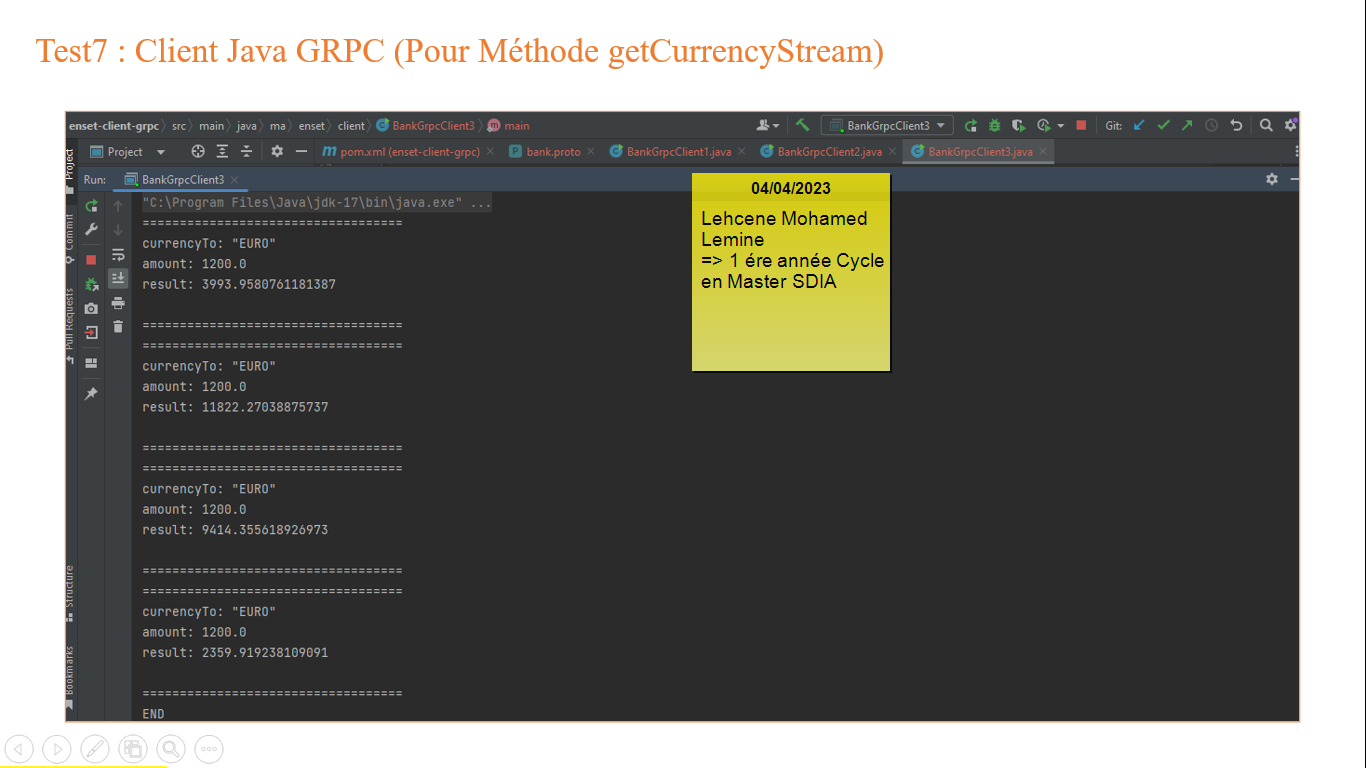 Test7 : Client Java GRPC (Pour Méthode getCurrencyStream)
enset-client-grpc src main java ma enset client BankGrpcClient3 main
BankGrpcClient3 Git:
Project
Project pom.xml (enset-client-grpc) bank.proto BankGrpcClient1.java BankGrpcClient2.java BankGrpcClient3.java
Run: BankGrpcClient3
04/04/2023
Lehcene Mohamed
Lemine
=> 1 ére année Cycle
en Master SDIA
"C:\Program Files\Java\jdk-17\bin\java.exe" ...
===================================
currencyTo: "EURO"
amount: 1200.0
result: 3993.9580761181387
===================================
===================================
currencyTo: "EURO"
amount: 1200.0
result: 11822.27038875737
===================================
===================================
currencyTo: "EURO"
amount: 1200.0
result: 9414.355618926973
===================================
===================================
currencyTo: "EURO"
amount: 1200.0
result: 2359.919238109091
===================================
END
Commit
Pull Requests
Structure
Bookmarks